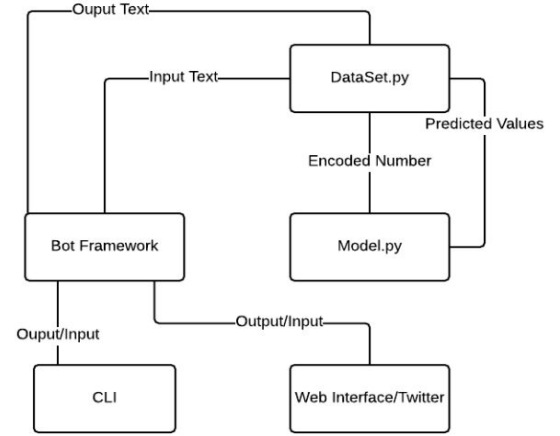 Ouput Text
Input Text
DataSet.py
Predicted Values
Encoded Number
Bot Framework
Model.py
Ouput/Input
Output/Input
CLI
Web Interface/Twitter